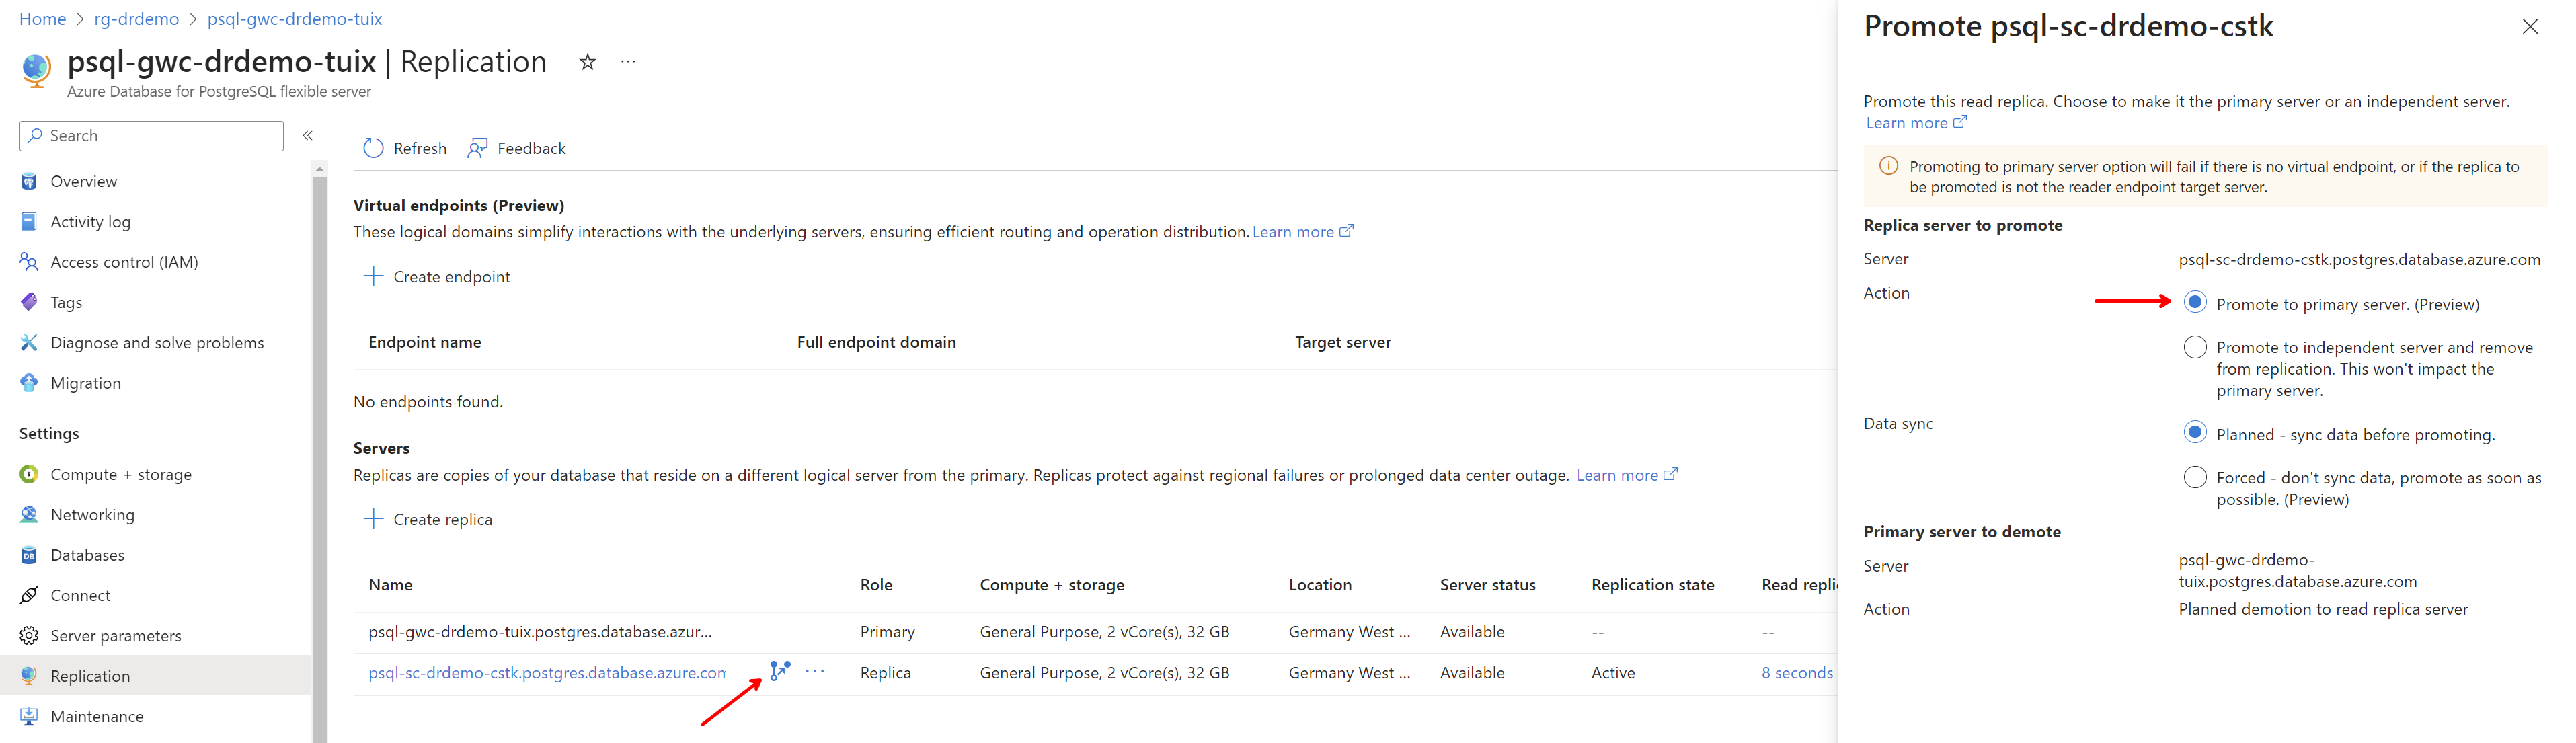 Home > rg-drdemo > psql-gwc-drdemo-tuix
psql-gwc-drdemo-tuix | Replication
Azure Database for PostgreSQL flexible server
Search
Overview
Activity log
Access control (IAM)
Tags
Diagnose and solve problems
Migration
Settings
Compute + storage
Networking
Databases
Connect
Server parameters
Replication
Maintenance
Refresh Feedback
Virtual endpoints (Preview)
These logical domains simplify interactions with the underlying servers, ensuring efficient routing and operation distribution. Learn more
Create endpoint
Endpoint name Full endpoint domain Target server
No endpoints found.
Servers
Replicas are copies of your database that reside on a different logical server from the primary. Replicas protect against regional failures or prolonged data center outage. Learn more
Create replica
Name Role Compute + storage Location Server status Replication state Read repli
psql-gwc-drdemo-tuix.postgres.database.azur... Primary General Purpose, 2 vCore(s), 32 GB Germany West ... Available -- --
psql-sc-drdemo-cstk.postgres.database.azure.com ... Replica General Purpose, 2 vCore(s), 32 GB Germany West ... Available Active 8 seconds
Promote psql-sc-drdemo-cstk
Promote this read replica. Choose to make it the primary server or an independent server.
Learn more
Promoting to primary server option will fail if there is no virtual endpoint, or if the replica to
be promoted is not the reader endpoint target server.
Replica server to promote
Server psql-sc-drdemo-cstk.postgres.database.azure.com
Action Promote to primary server. (Preview)
Promote to independent server and remove
from replication. This won't impact the
primary server.
Data sync Planned - sync data before promoting.
Forced - don't sync data, promote as soon as
possible. (Preview)
Primary server to demote
Server psql-gwc-drdemo-
tuix.postgres.database.azure.com
Action Planned demotion to read replica server